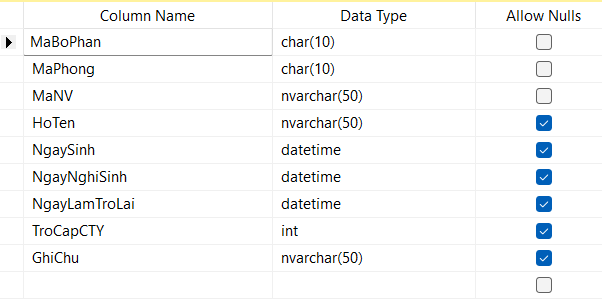 Column Name Data Type Allow Nulls
MaBoPhan char(10)
MaPhong char(10)
MaNV nvarchar(50)
HoTen nvarchar(50)
NgaySinh datetime
NgayNghiSinh datetime
NgayLamTroLai datetime
TroCapCTY int
GhiChu nvarchar(50)